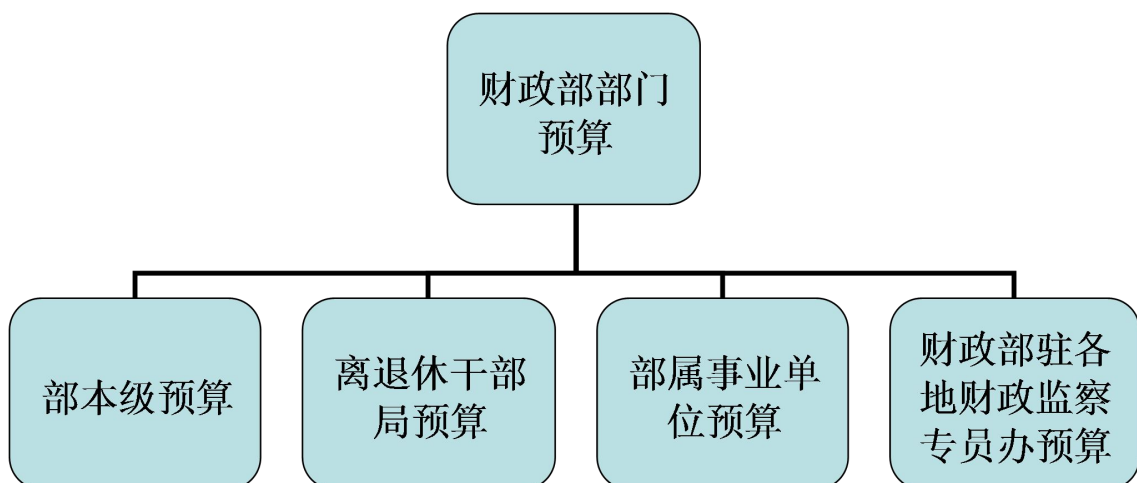 财政部部门
预算
部本级预算
离退休干部
局预算
部属事业单
位预算
财政部驻各
地财政监察
专员办预算